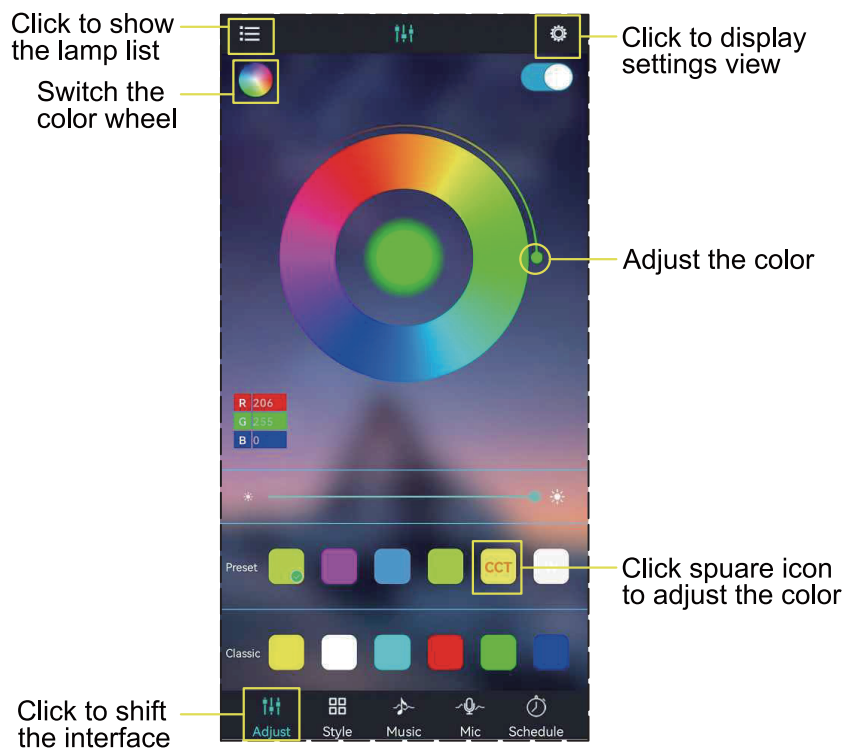 Click to show
the lamp list
Switch the
color wheel
Click to display
settings view
Adjust the color
R 206
G 255
B 0
Preset
CCT
Click spuare icon
to adjust the color
Classic
Click to shift
the interface
Adjust
Style
Music
Mic
Schedule